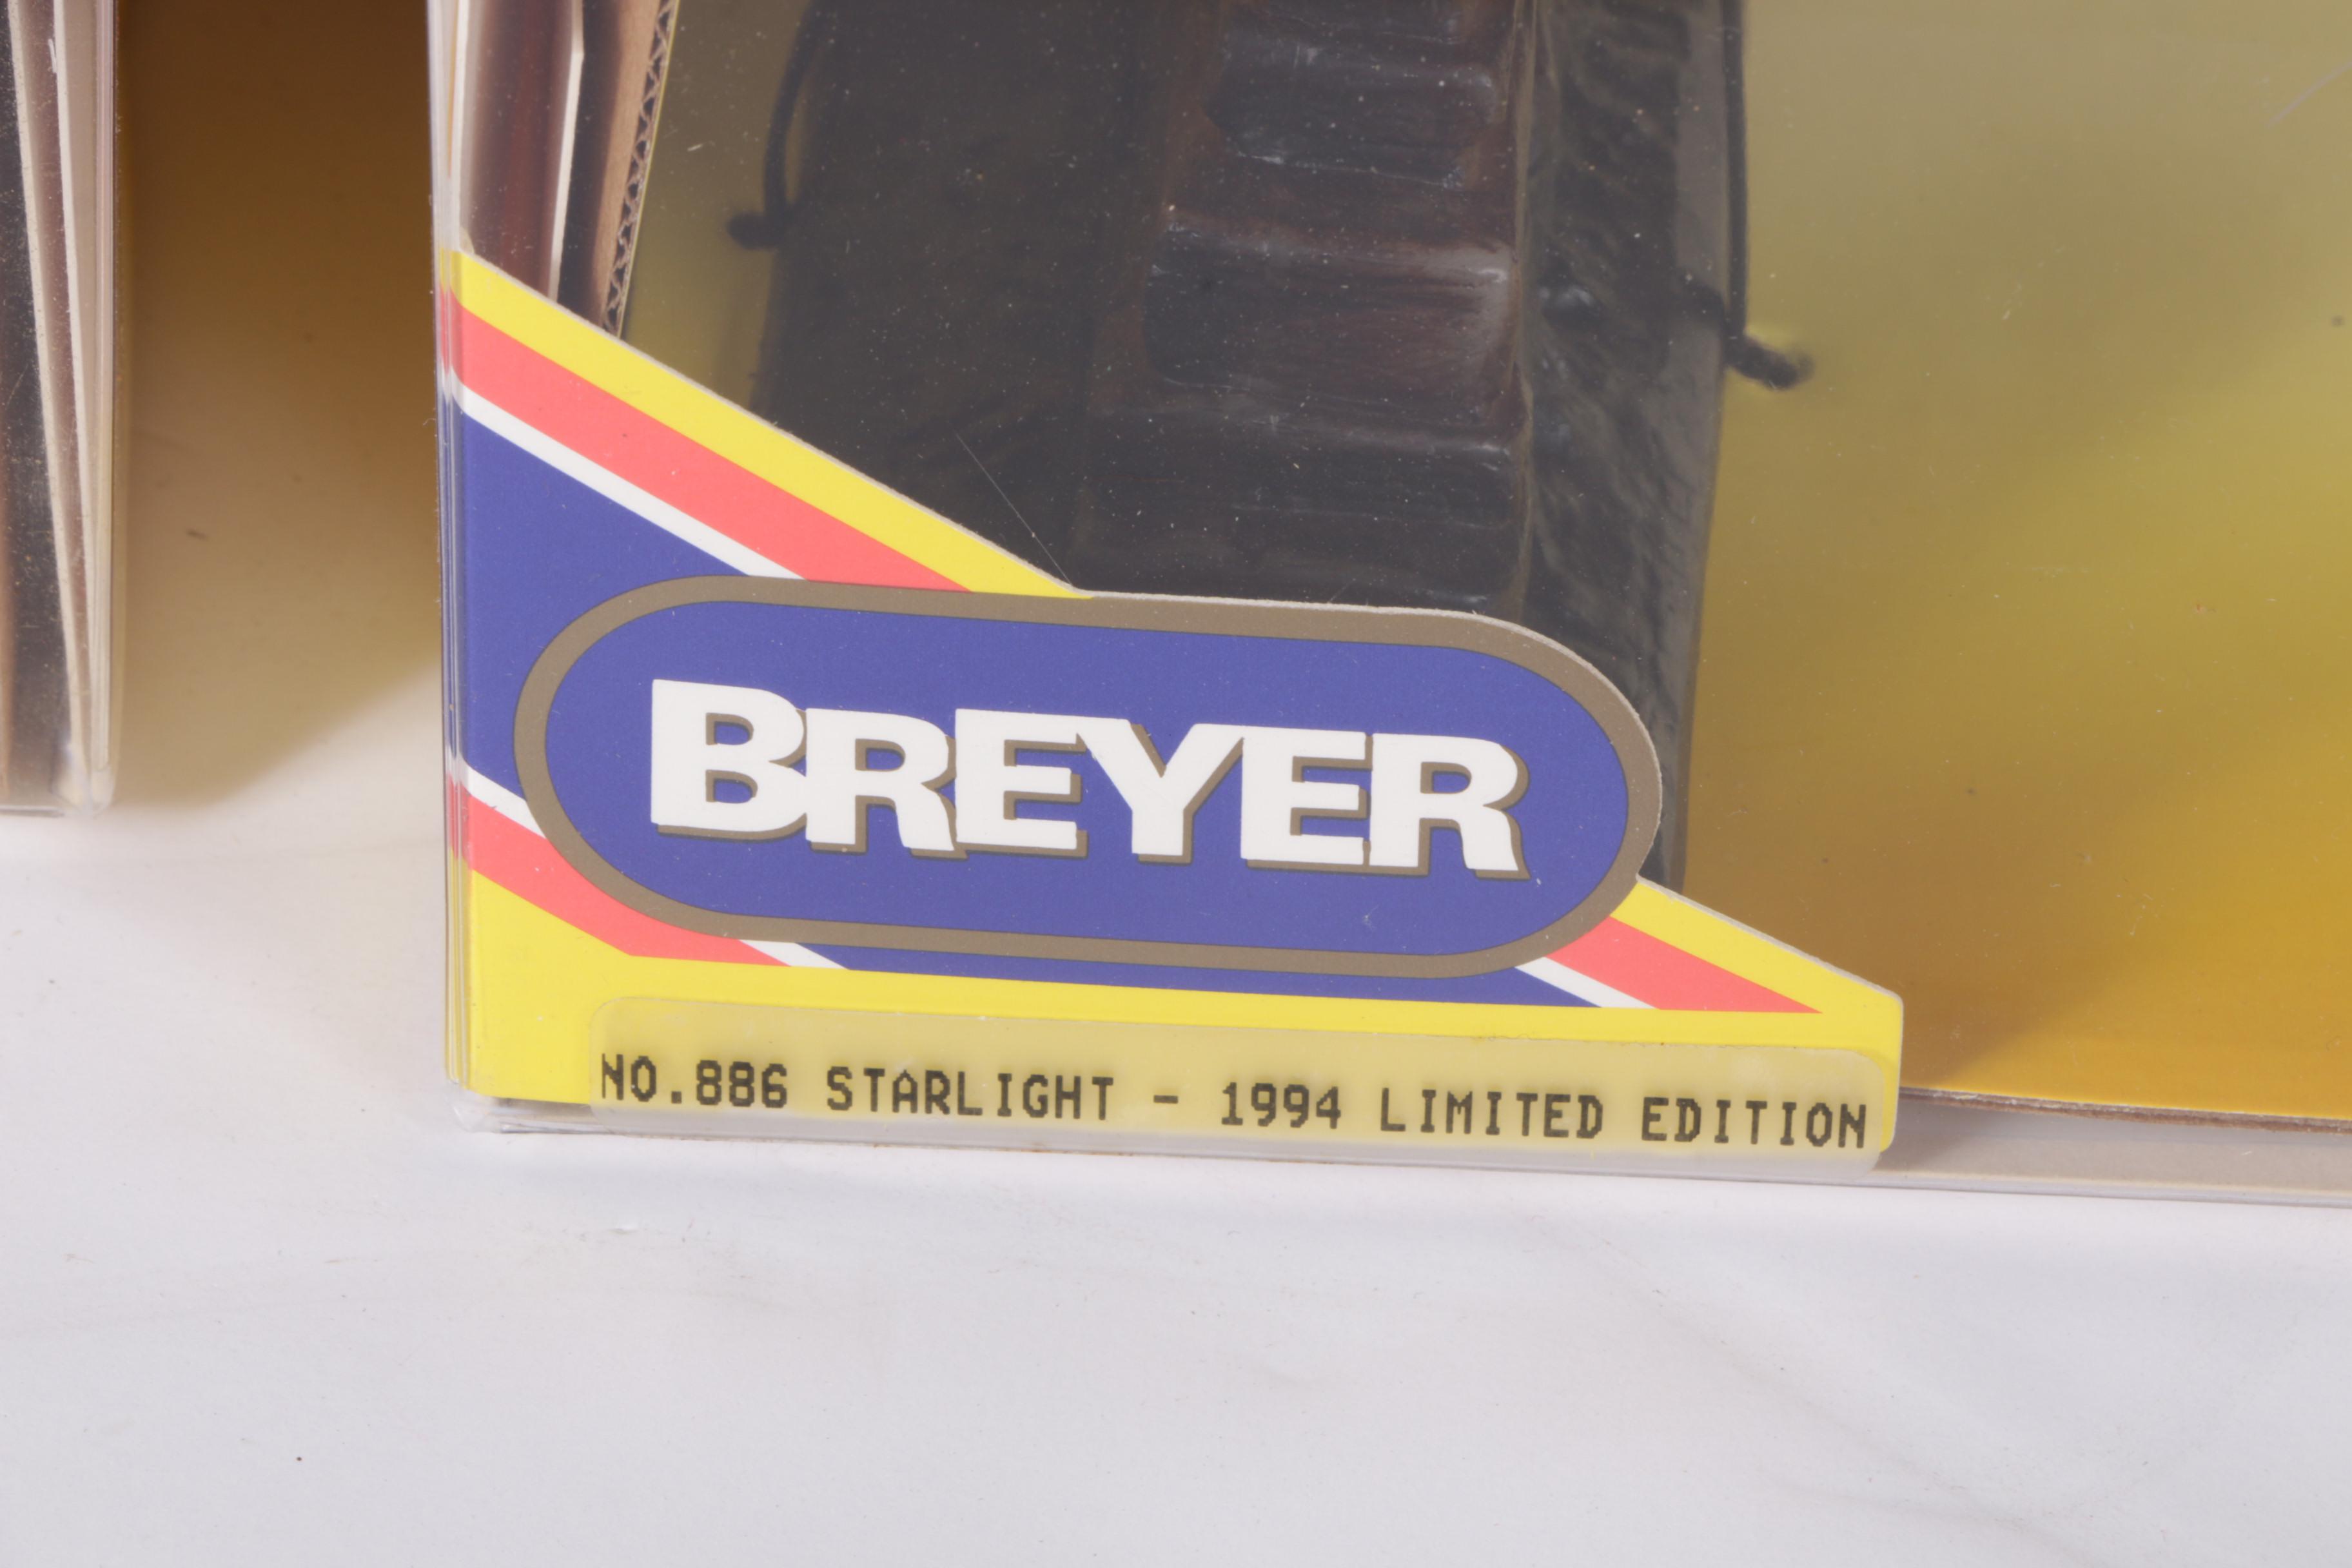 BREYER
NO.886 STARLIGHT - 1994 LIMITED EDITION